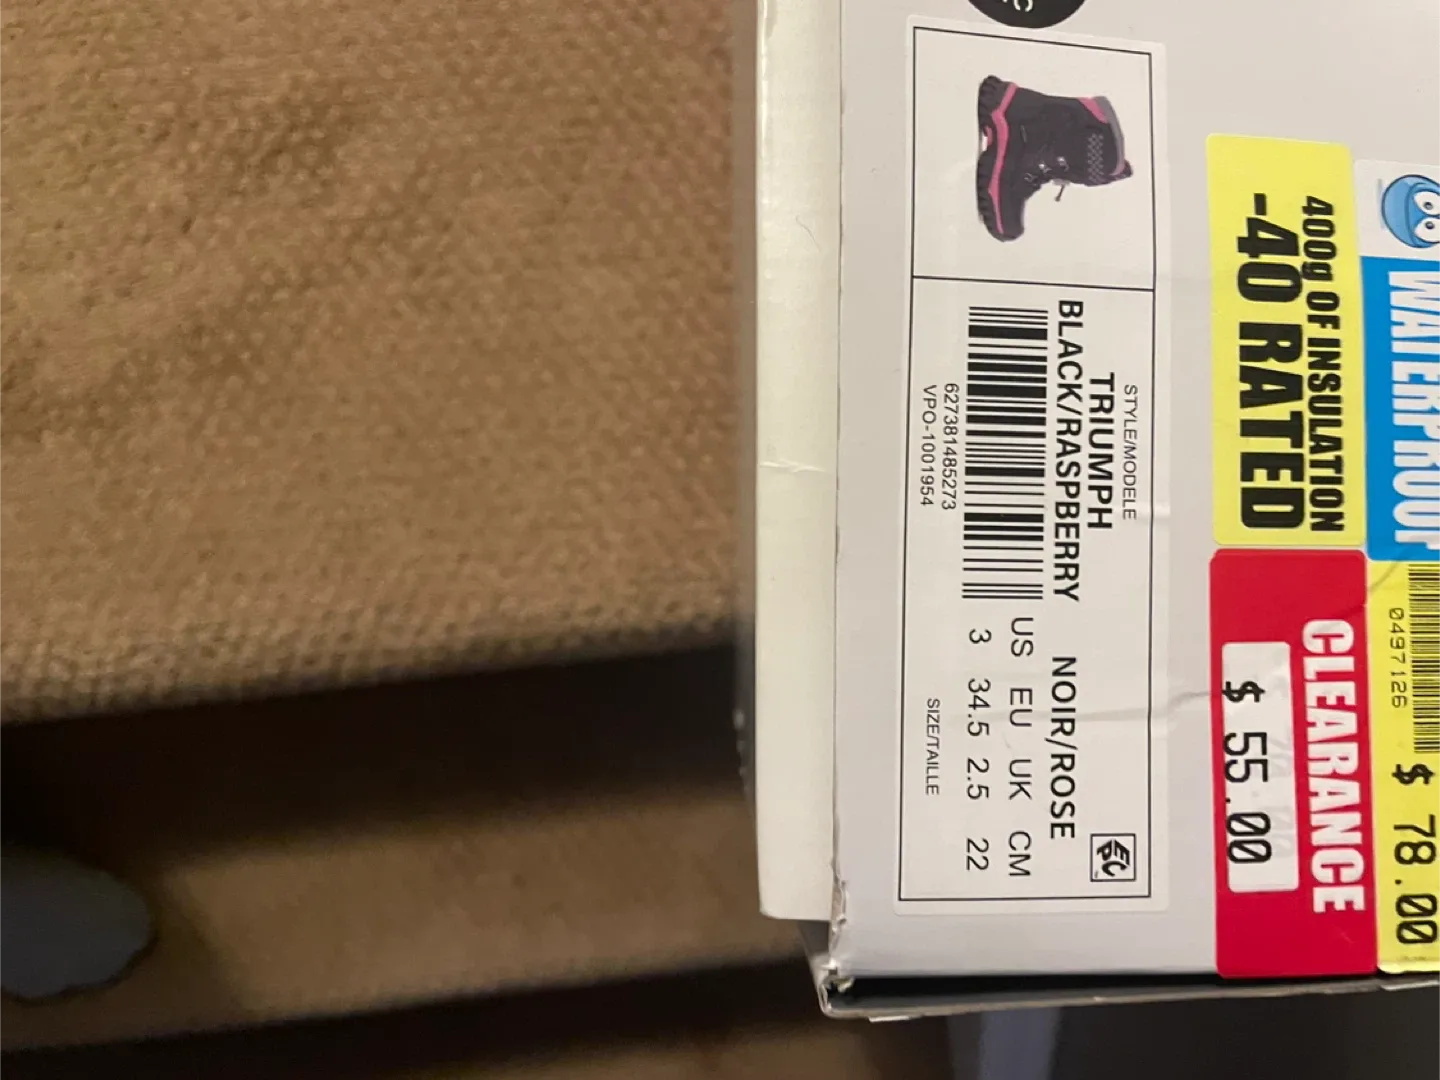 STYLE/MODELE
TRIUMPH
BLACK/RASPBERRY NOIR/ROSE
US EU UK CM
3 34.5 2.5 22
627381485273
VPO-1001954
SIZE/TAILLE
EPC
WATERPROOF
400g OF INSULATION
-40 RATED
0497126
$ 78.00
CLEARANCE
$ 55.00